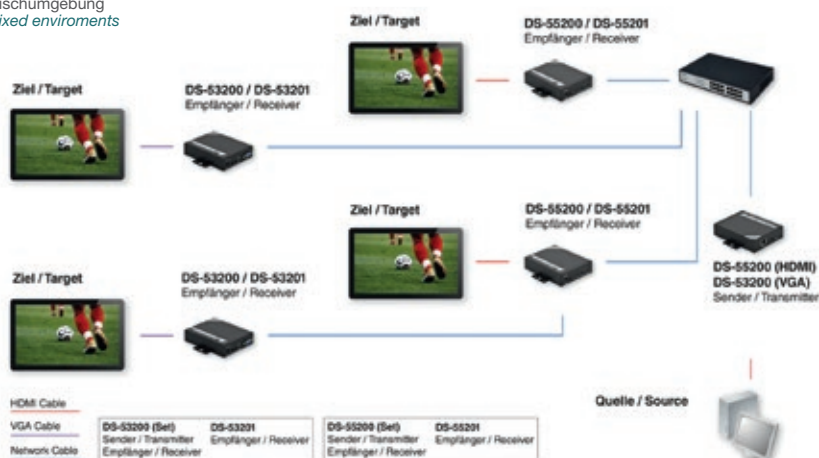 ischumgebung
ixed enviroments
Ziel / Target
DS-55200 / DS-55201
Empfänger / Receiver
Ziel / Target
DS-53200 / DS-53201
Empfänger / Receiver
Ziel / Target
DS-55200 / DS-55201
Empfänger / Receiver
DS-55200 (HDMI)
DS-53200 (VGA)
Sender / Transmitter
Ziel / Target
DS-53200 / DS-53201
Empfänger / Receiver
Quelle / Source
HDMI Cable
VGA Cable
Network Cable
DS-53200 (Set)
Sender / Transmitter
Empfänger / Receiver
DS-53201
Empfänger / Receiver
DS-55200 (Set)
Sender / Transmitter
Empfänger / Receiver
DS-55201
Empfänger / Receiver